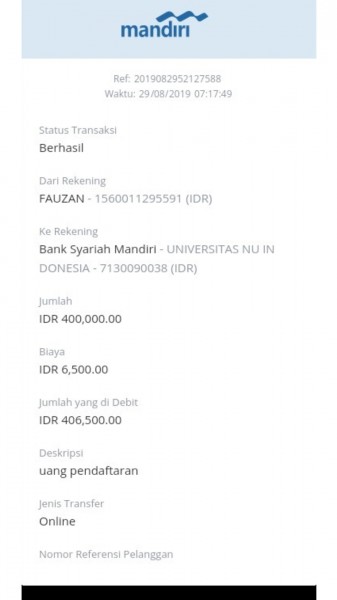 mandiri
Ref: 2019082952127588
Waktu: 29/08/2019 07:17:49
Status Transaksi
Berhasil
Dari Rekening
FAUZAN - 1560011295591 (IDR)
Ke Rekening
Bank Syariah Mandiri - UNIVERSITAS NU IN
DONESIA - 7130090038 (IDR)
Jumlah
IDR 400,000.00
Biaya
IDR 6,500.00
Jumlah yang di Debit
IDR 406,500.00
Deskripsi
uang pendaftaran
Jenis Transfer
Online
Nomor Referensi Pelanggan